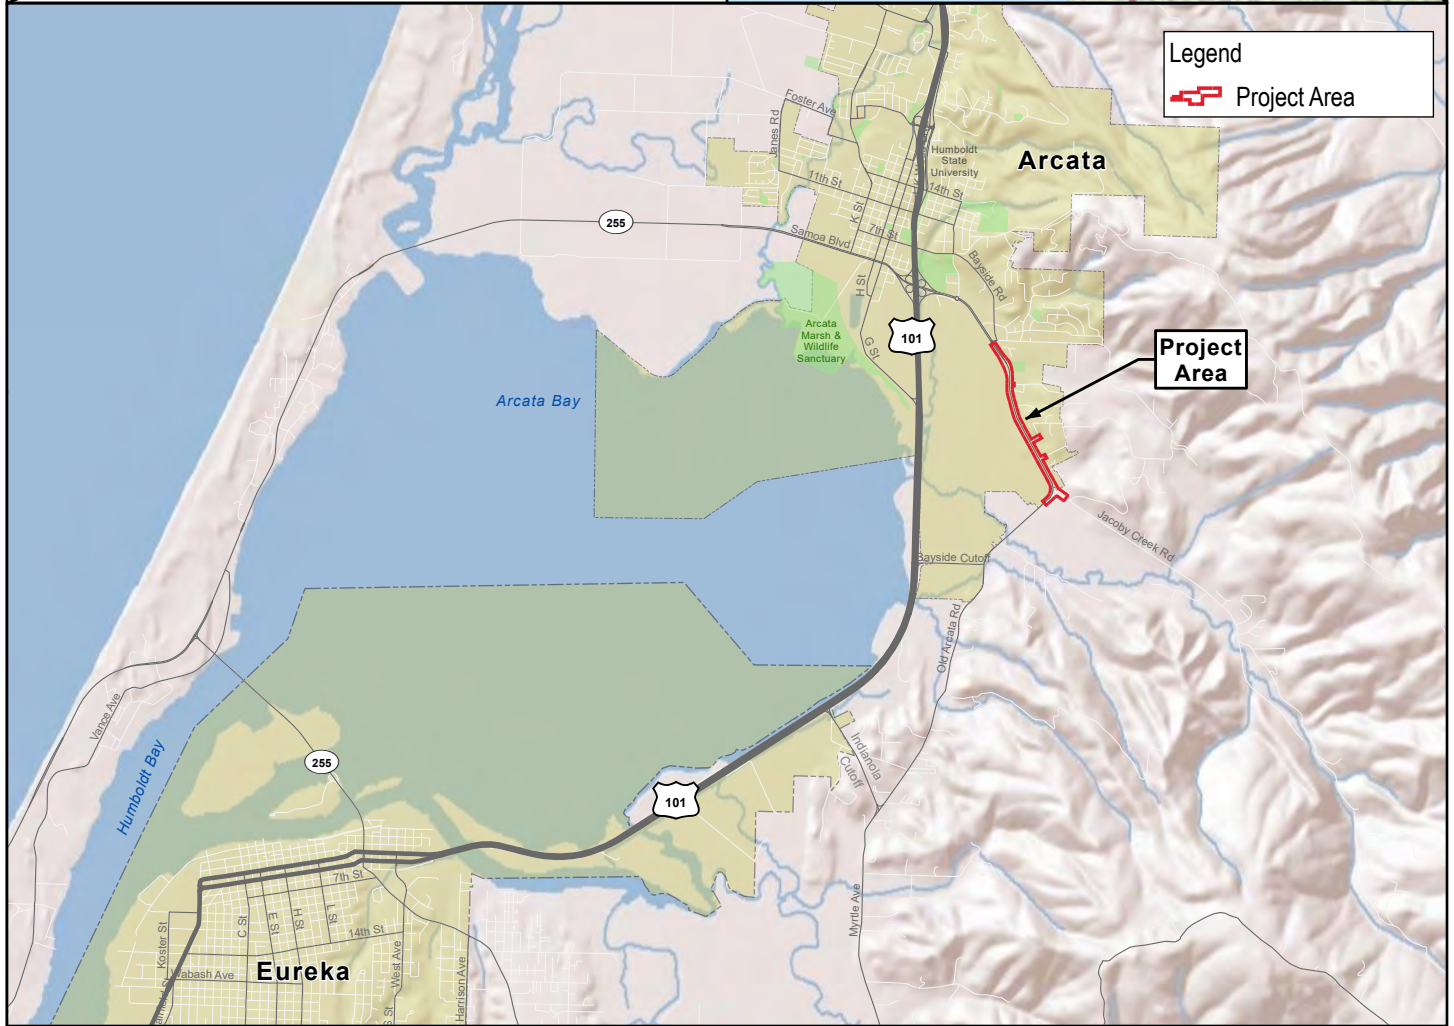 Legend
Project Area
Foster Ave
Janes Rd
Humboldt
State
University
Arcata
11th St
14th St
K St
255
7th St
Samoa Blvd
Bayside Rd
H St
Arcata
Marsh &
Wildlife
Sanctuary
101
G St
Project
Area
Arcata Bay
Jacoby Creek Rd
Bayside Cutoff
Old Arcata Rd
Vance Ave
Humboldt Bay
255
Indianola
Cutoff
101
7th St
Koster St
C St
E St
H St
L St
14th St
West Ave
Myrtle Ave
Wabash Ave
Eureka
S St
Harrison Ave